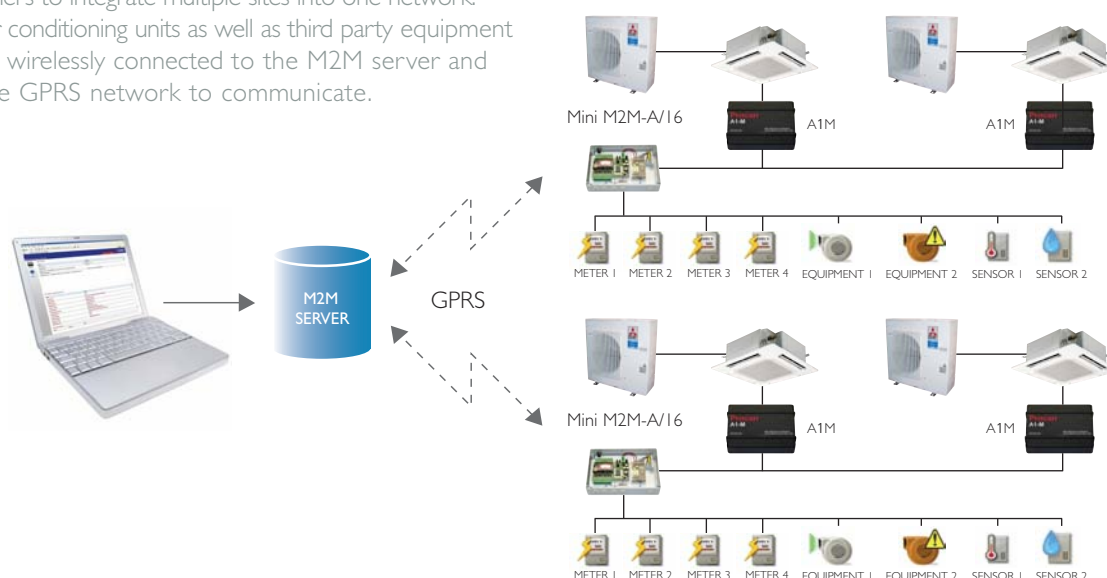 to integrate multiple sites into one network.
conditioning units as well as third party equipment
wirelessly connected to the M2M server and
GPRS network to communicate.
Mini M2M-A/16
A1M
A1M
METER 1 METER 2 METER 3 METER 4 EQUIPMENT 1 EQUIPMENT 2 SENSOR 1 SENSOR 2
M2M
SERVER
GPRS
Mini M2M-A/16
A1M
A1M
METER 1 METER 2 METER 3 METER 4 EQUIPMENT 1 EQUIPMENT 2 SENSOR 1 SENSOR 2